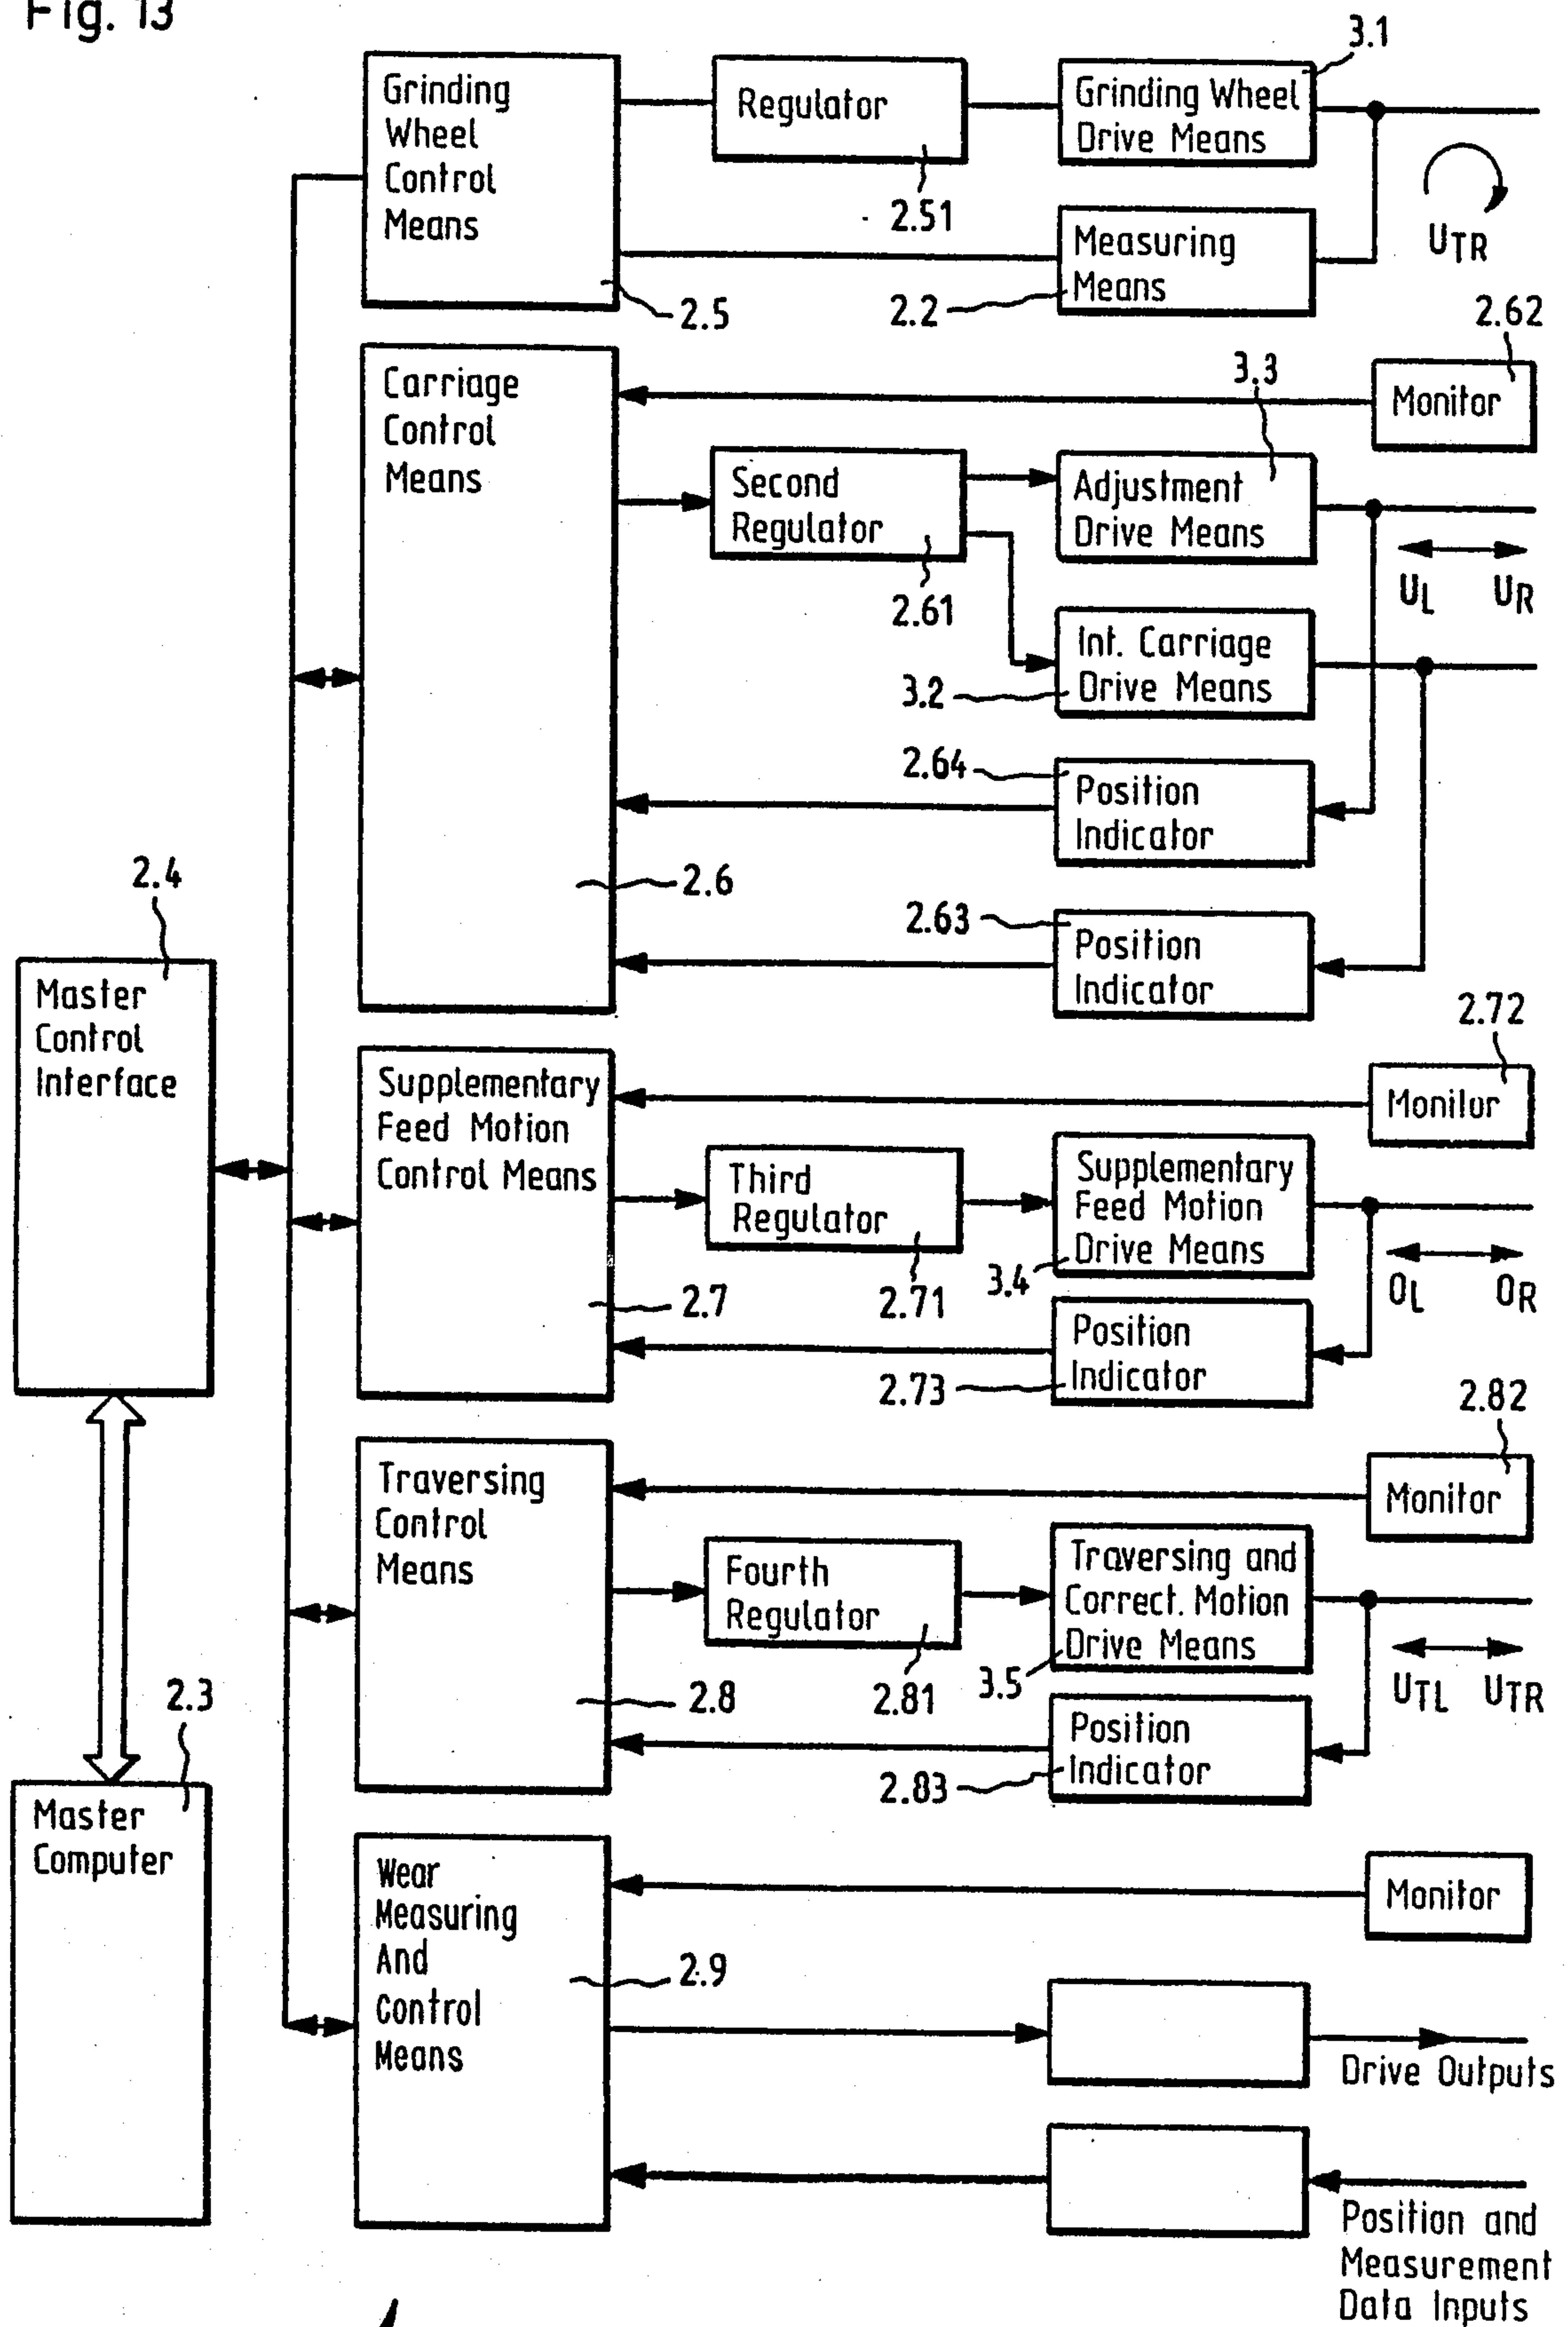 Fig. 13
3.1
Grinding
Wheel
Control
Means
Regulator
Grinding Wheel
Drive Means
2.51
UTR
Measuring
Means
2.5
2.2
2.62
Carriage
Control
Means
3.3
Monitor
Second
Regulator
Adjustment
Drive Means
2.61
UL
UR
Int. Carriage
Drive Means
3.2
2.64
Position
Indicator
2.6
2.63
Position
Indicator
2.4
Master
Control
Interface
2.72
Supplementary
Feed Motion
Control Means
Monitor
Third
Regulator
Supplementary
Feed Motion
Drive Means
2.71
3.4
OL
OR
2.7
Position
Indicator
2.73
2.82
Traversing
Control
Means
Monitor
Fourth
Regulator
Traversing and
Correct. Motion
Drive Means
2.81
3.5
UTL
UTR
2.8
Position
Indicator
2.83
2.3
Master
Computer
Wear
Measuring
And
Control
Means
Monitor
2.9
Drive Outputs
Position and
Measurement
Data Inputs